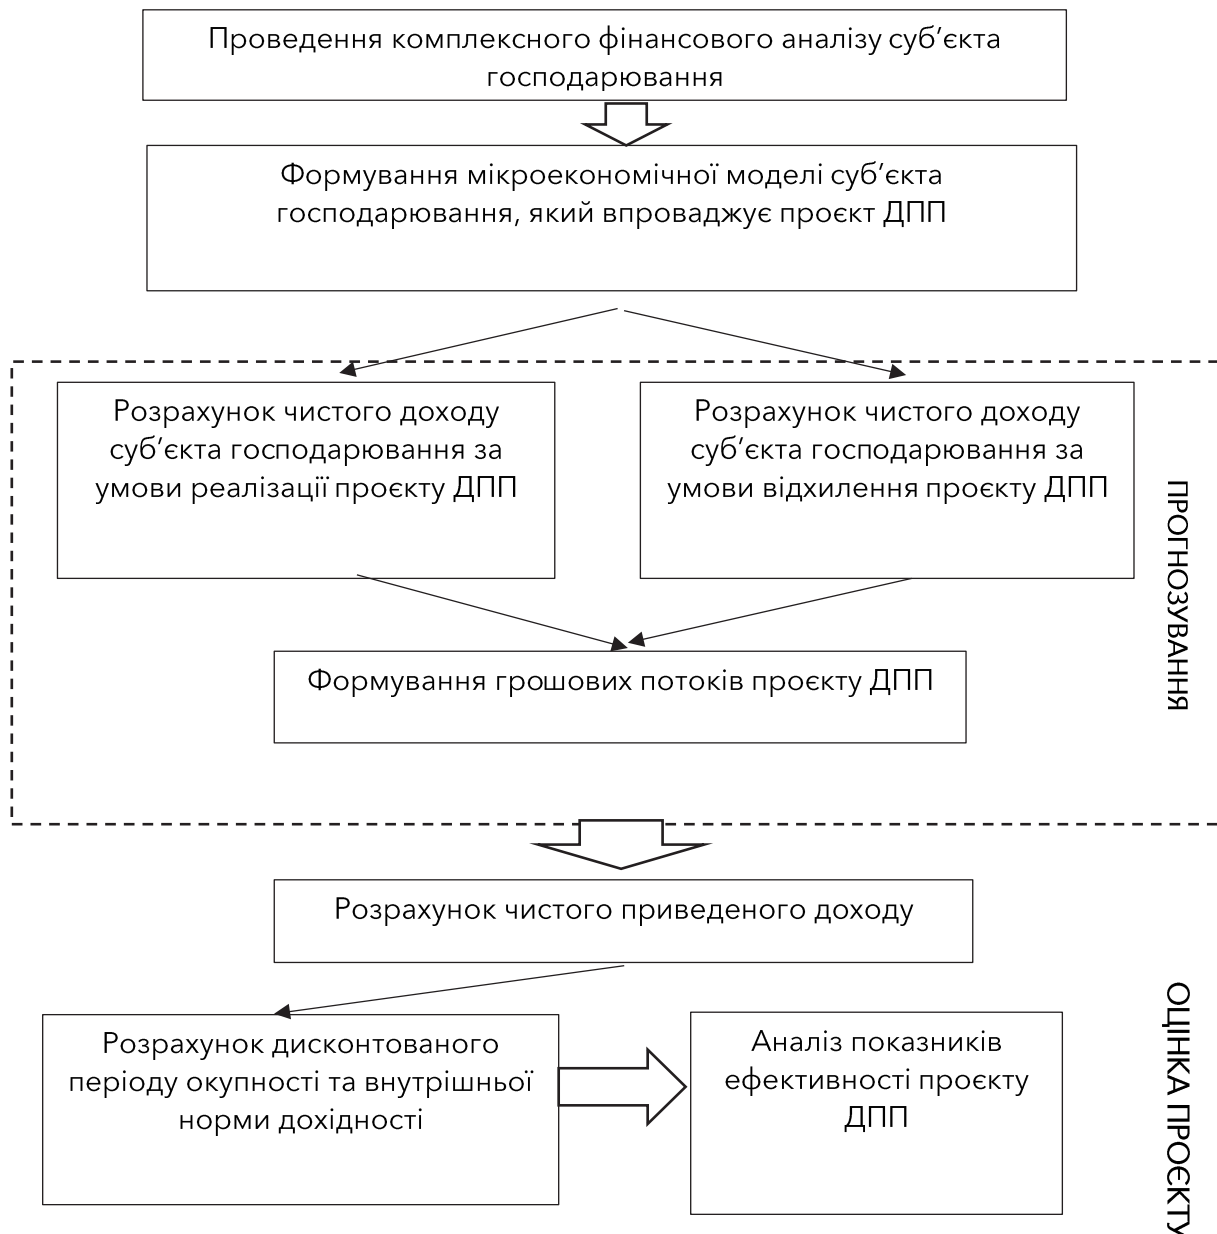 Проведення комплексного фінансового аналізу суб’єкта
господарювання
Формування мікроекономічної моделі суб’єкта
господарювання, який впроваджує проєкт ДПП
Розрахунок чистого доходу
суб’єкта господарювання за
умови реалізації проєкту ДПП
Розрахунок чистого доходу
суб’єкта господарювання за
умови відхилення проєкту ДПП
ПРОГНОЗУВАННЯ
Формування грошових потоків проєкту ДПП
Розрахунок чистого приведеного доходу
Розрахунок дисконтованого
періоду окупності та внутрішньої
норми дохідності
Аналіз показників
ефективності проєкту
ДПП
ОЦІНКА ПРОЄКТУ